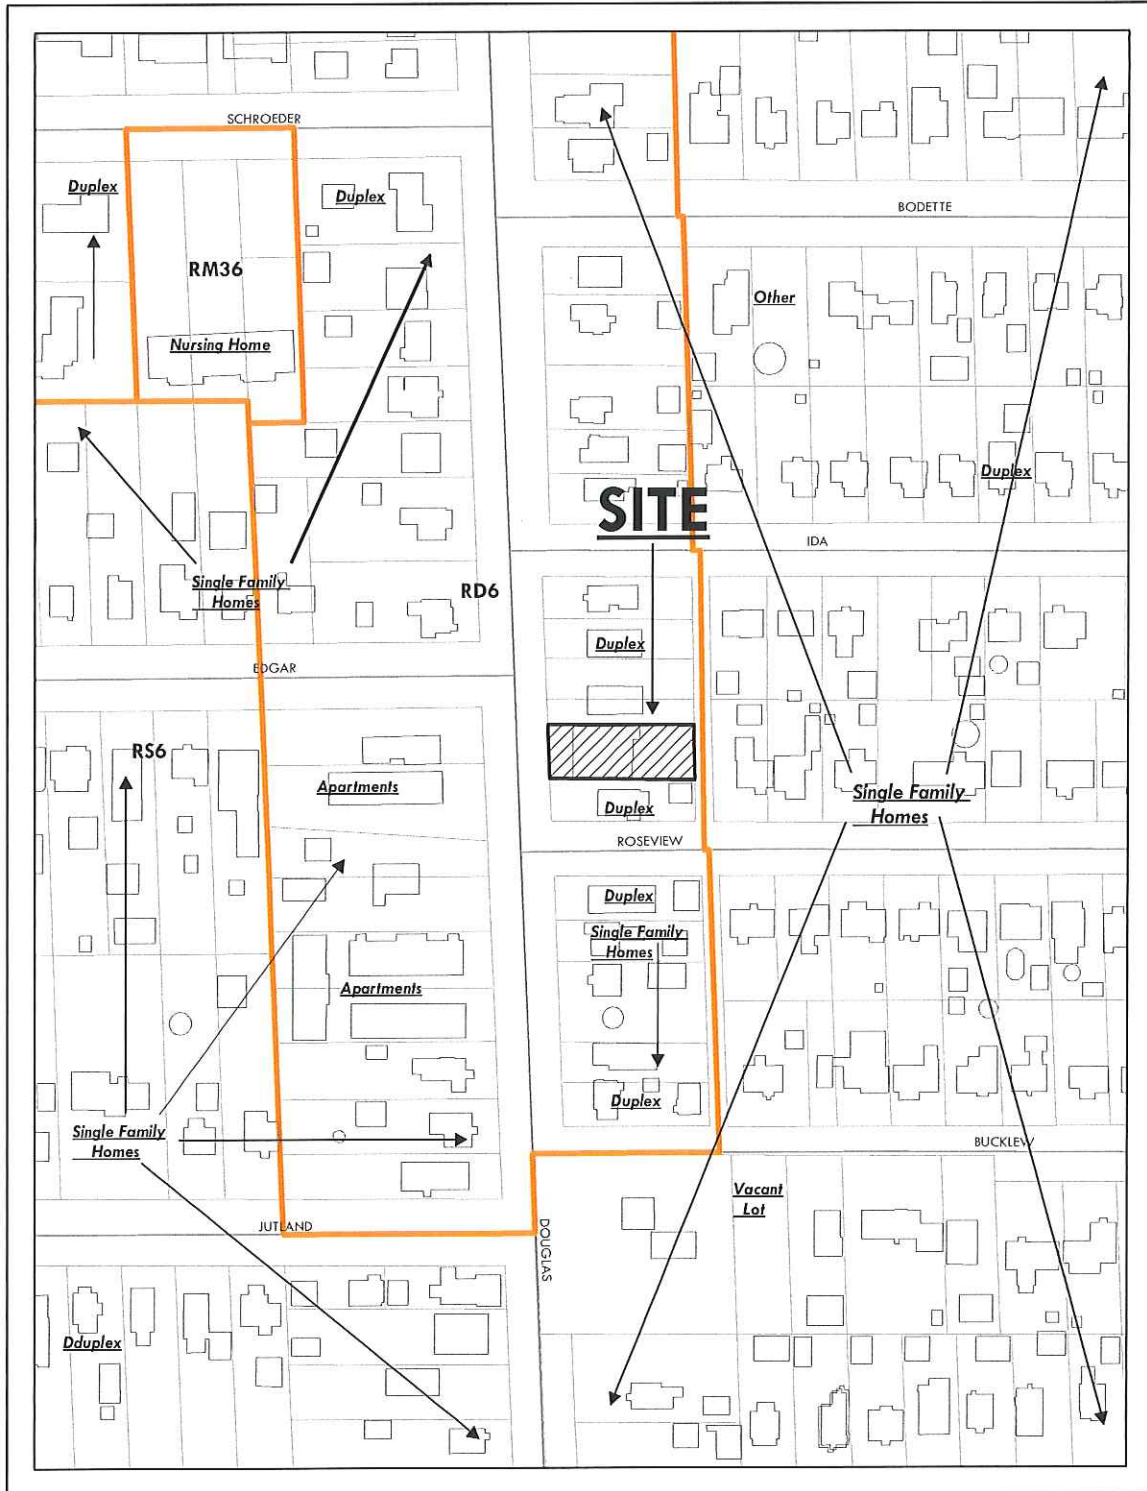 SCHROEDER
Duplex
Duplex
BODETTE
RM36
Other
Nursing Home
Duplex
SITE
IDA
Single Family
Homes
RD6
Duplex
EDGAR
RS6
Apartments
Single Family
Homes
Duplex
ROSEVIEW
Duplex
Single Family
Homes
Apartments
Duplex
Single Family
Homes
BUCKLEW
Vacant
Lot
JUTLAND
DOUGLAS
Dduplex